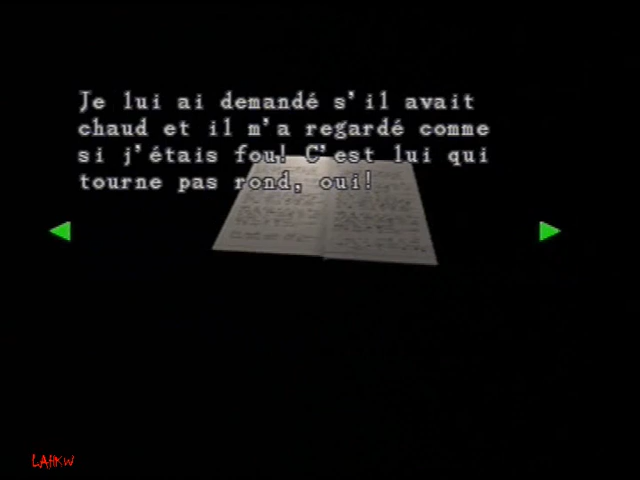 Je lui ai demandé s'il avait
chaud et il m'a regardé comme
si j'étais fou! C'est lui qui
tourne pas rond, oui!
LAHKW